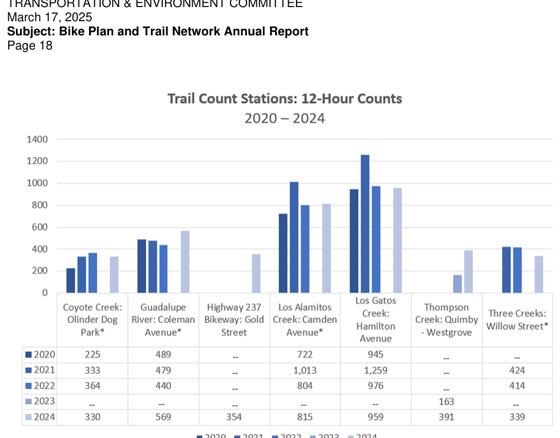 TRANSPORTATION & ENVIRONMENT COMMITTEE
March 17, 2025
Subject: Bike Plan and Trail Network Annual Report
Page 18
Trail Count Stations: 12-Hour Counts
2020 – 2024
1400
1200
1000
800
600
400
200
0
Coyote Creek: Olinder Dog Park*
Guadalupe River: Coleman Avenue*
Highway 237 Bikeway: Gold Street
Los Alamitos Creek: Camden Avenue*
Los Gatos Creek: Hamilton Avenue
Thompson Creek: Quimby - Westgrove
Three Creeks: Willow Street*
2020 225 489 -- 722 945 -- --
2021 333 479 -- 1,013 1,259 -- 424
2022 364 440 -- 804 976 -- 414
2023 -- -- -- -- -- 163 --
2024 330 569 354 815 959 391 339
2020 2021 2022 2023 2024